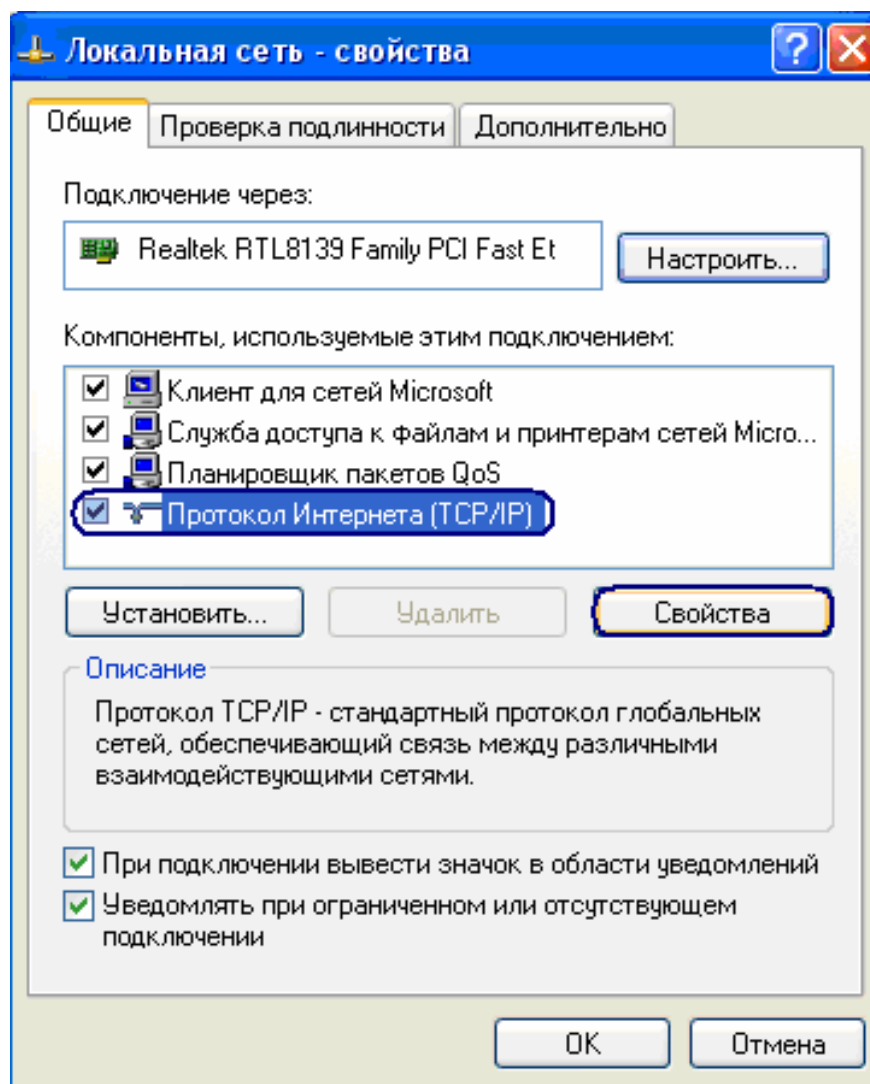 Локальная сеть - свойства
Общие
Проверка подлинности
Дополнительно
Подключение через:
Realtek RTL8139 Family PCI Fast Et
Настроить...
Компоненты, используемые этим подключением:
Клиент для сетей Microsoft
Служба доступа к файлам и принтерам сетей Micro...
Планировщик пакетов QoS
Протокол Интернета (TCP/IP)
Установить...
Удалить
Свойства
Описание
Протокол TCP/IP - стандартный протокол глобальных
сетей, обеспечивающий связь между различными
взаимодействующими сетями.
При подключении вывести значок в области уведомлений
Уведомлять при ограниченном или отсутствующем
подключении
OK
Отмена